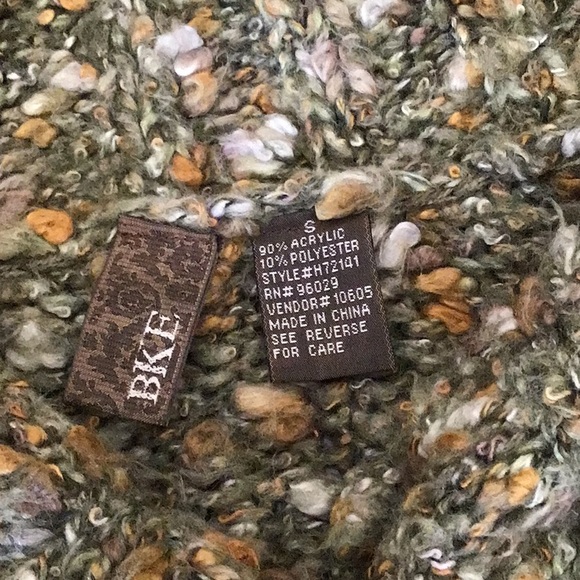 BKE
S
90% ACRYLIC
10% POLYESTER
STYLE#H72141
RN# 96029
VENDOR# 10605
MADE IN CHINA
SEE REVERSE
FOR CARE